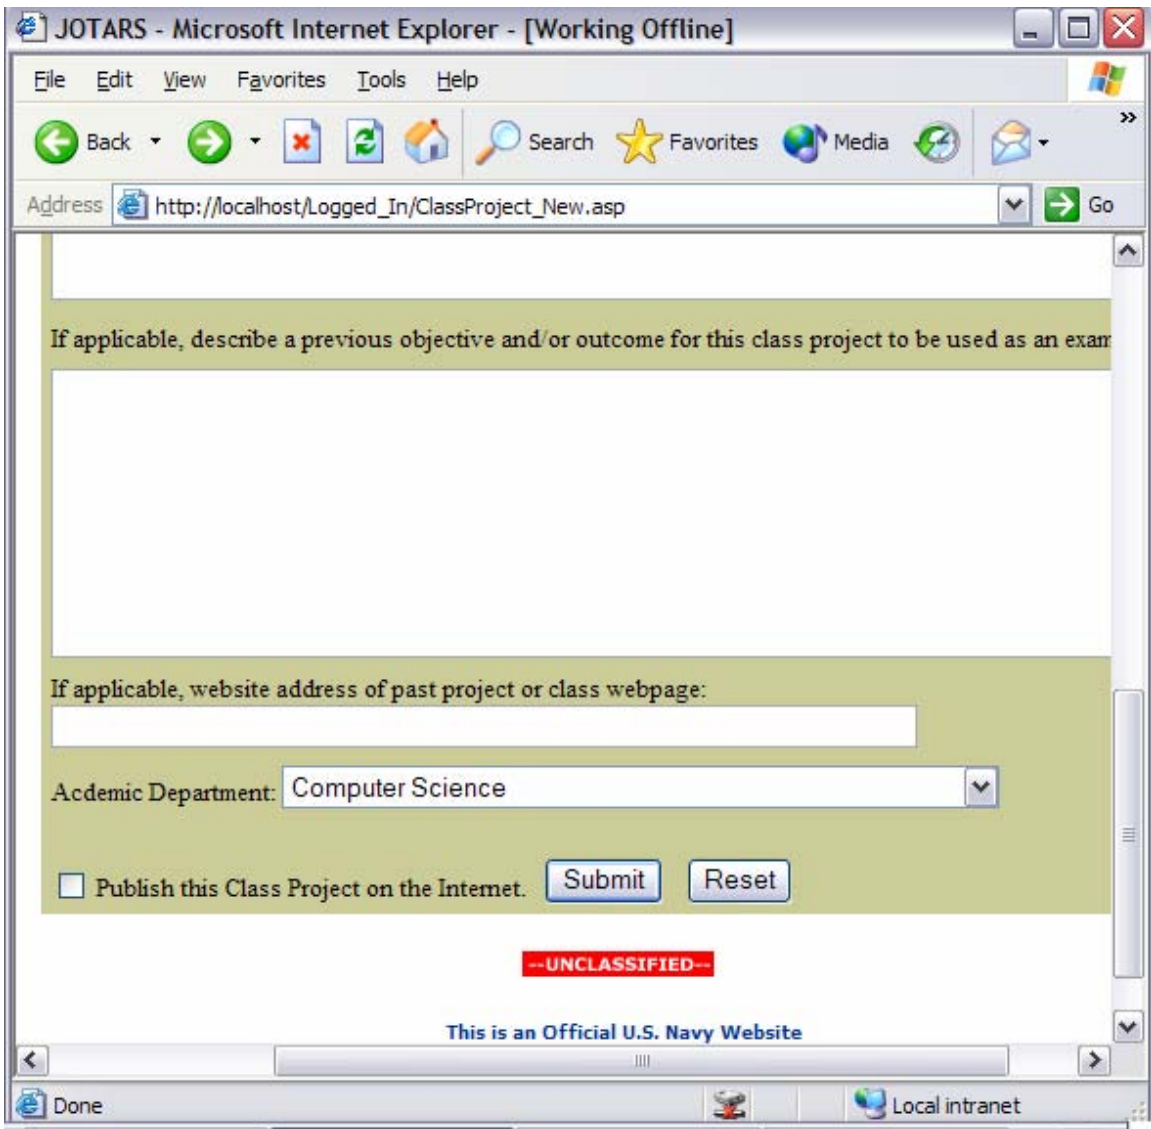 JOTARS - Microsoft Internet Explorer - [Working Offline]
File Edit View Favorites Tools Help
Back Search Favorites Media »
Address http://localhost/Logged_In/ClassProject_New.asp Go
If applicable, describe a previous objective and/or outcome for this class project to be used as an exam
If applicable, website address of past project or class webpage:
Acdemic Department: Computer Science
Publish this Class Project on the Internet. Submit Reset
--UNCLASSIFIED--
This is an Official U.S. Navy Website
Done Local intranet